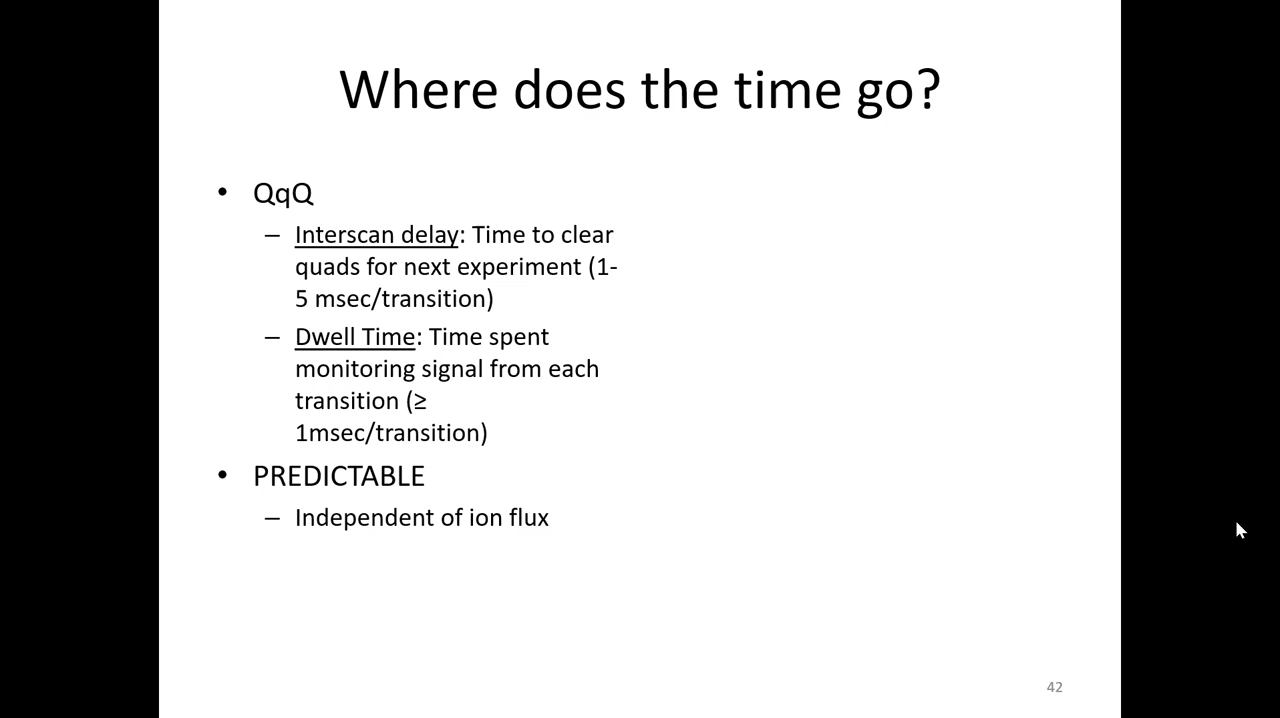 Where does the time go?
• QqQ
– Interscan delay: Time to clear
quads for next experiment (1-
5 msec/transition)
– Dwell Time: Time spent
monitoring signal from each
transition (≥
1msec/transition)
• PREDICTABLE
– Independent of ion flux
42